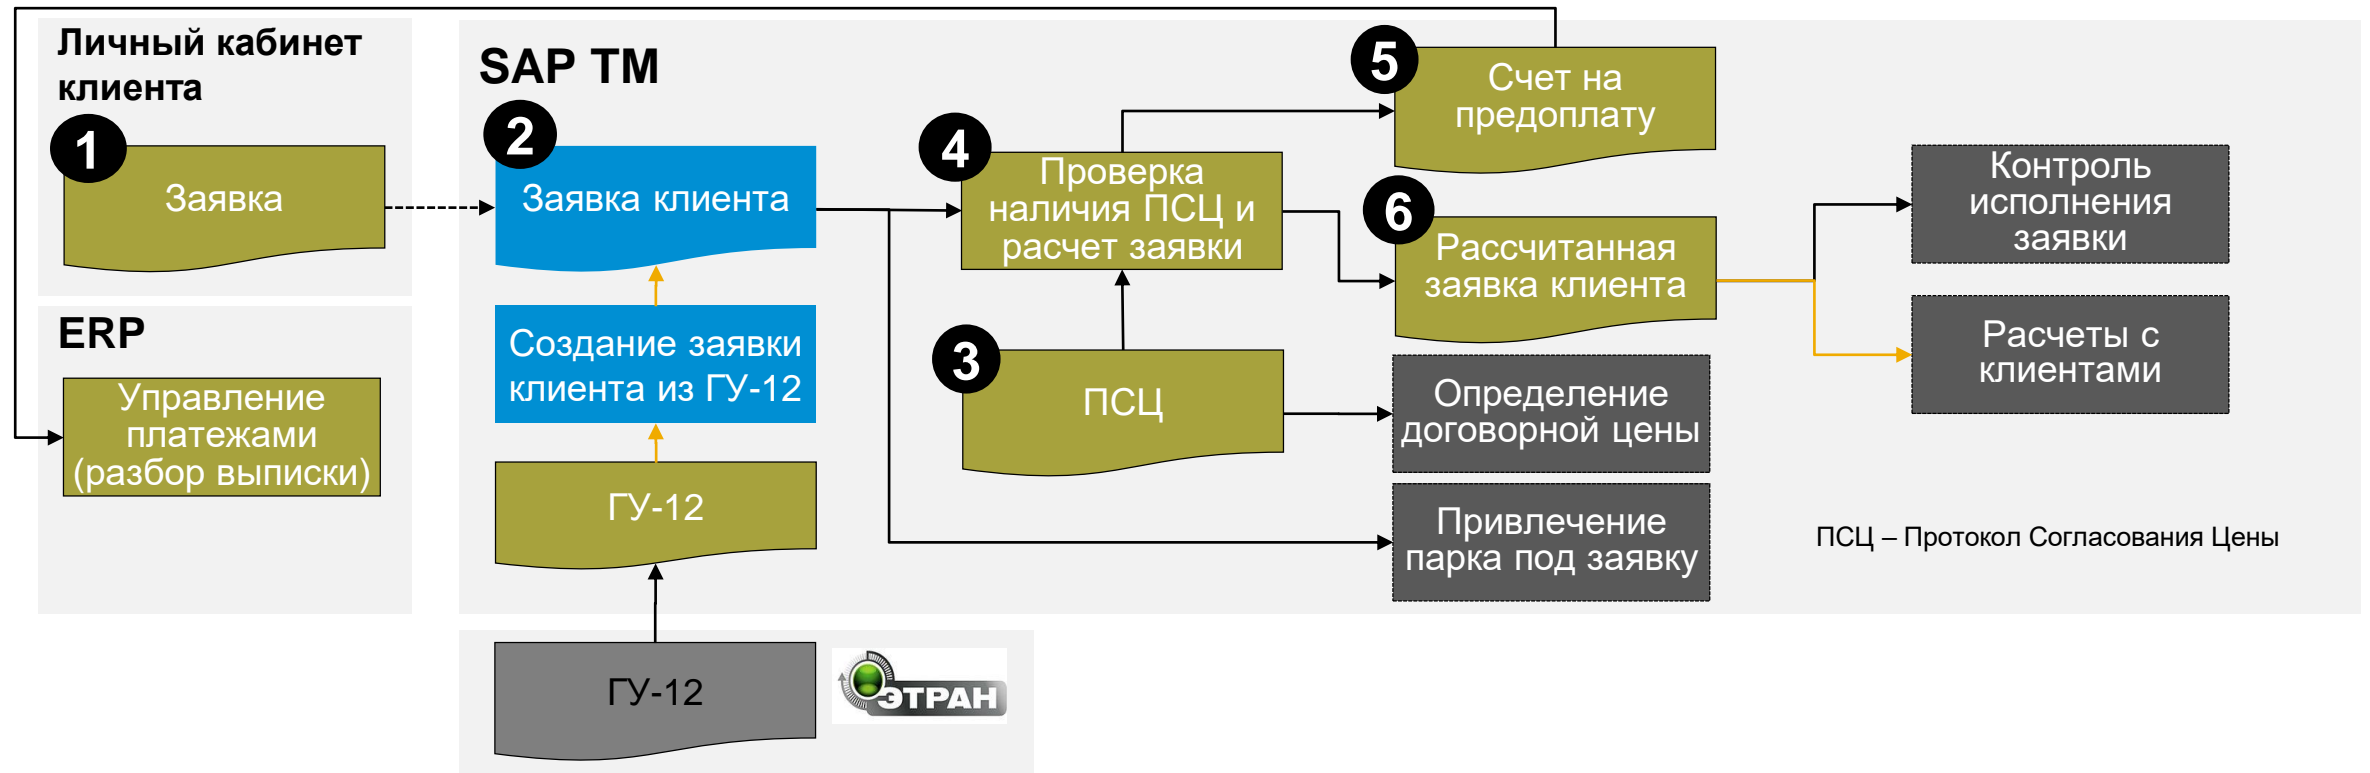 Личный кабинет
клиента
1
Заявка
ERP
Управление
платежами
(разбор выписки)
SAP TM
2
Заявка клиента
Создание заявки
клиента из ГУ-12
ГУ-12
4
Проверка
наличия ПСЦ и
расчет заявки
3
ПСЦ
5
Счет на
предоплату
6
Рассчитанная
заявка клиента
Определение
договорной цены
Привлечение
парка под заявку
Контроль
исполнения
заявки
Расчеты с
клиентами
ПСЦ – Протокол Согласования Цены
ГУ-12
ЭТРАН